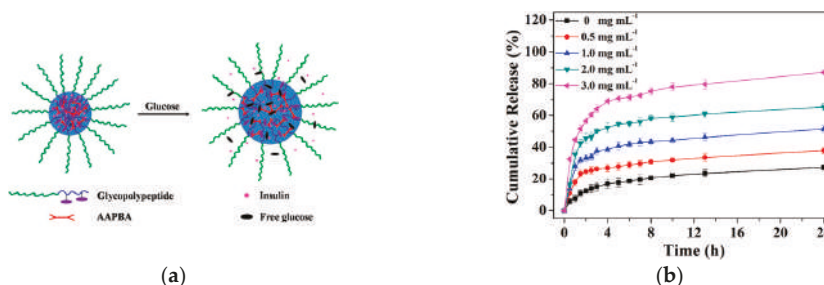 Glucose
Glycopolypeptide
Insulin
AAPBA
Free glucose
(a)
Cumulative Release (%)
120
100
80
60
40
20
0
0 mg mL⁻¹
0.5 mg mL⁻¹
1.0 mg mL⁻¹
2.0 mg mL⁻¹
3.0 mg mL⁻¹
0 4 8 12 16 20 24
Time (h)
(b)